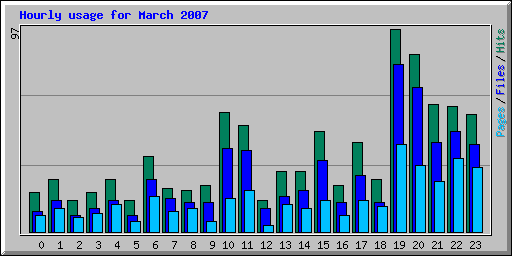 Hourly usage for March 2007
97
Pages/Files/Hits
0 1 2 3 4 5 6 7 8 9 10 11 12 13 14 15 16 17 18 19 20 21 22 23